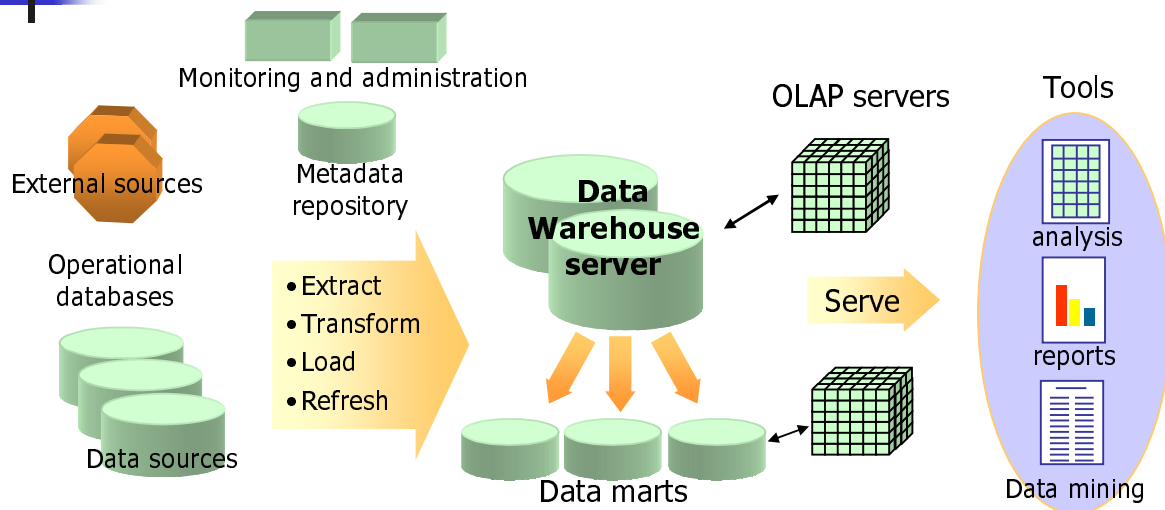 Monitoring and administration
OLAP servers
Tools
External sources
Metadata
repository
Data
Warehouse
server
analysis
Operational
databases
• Extract
• Transform
• Load
• Refresh
Serve
reports
Data sources
Data marts
Data mining